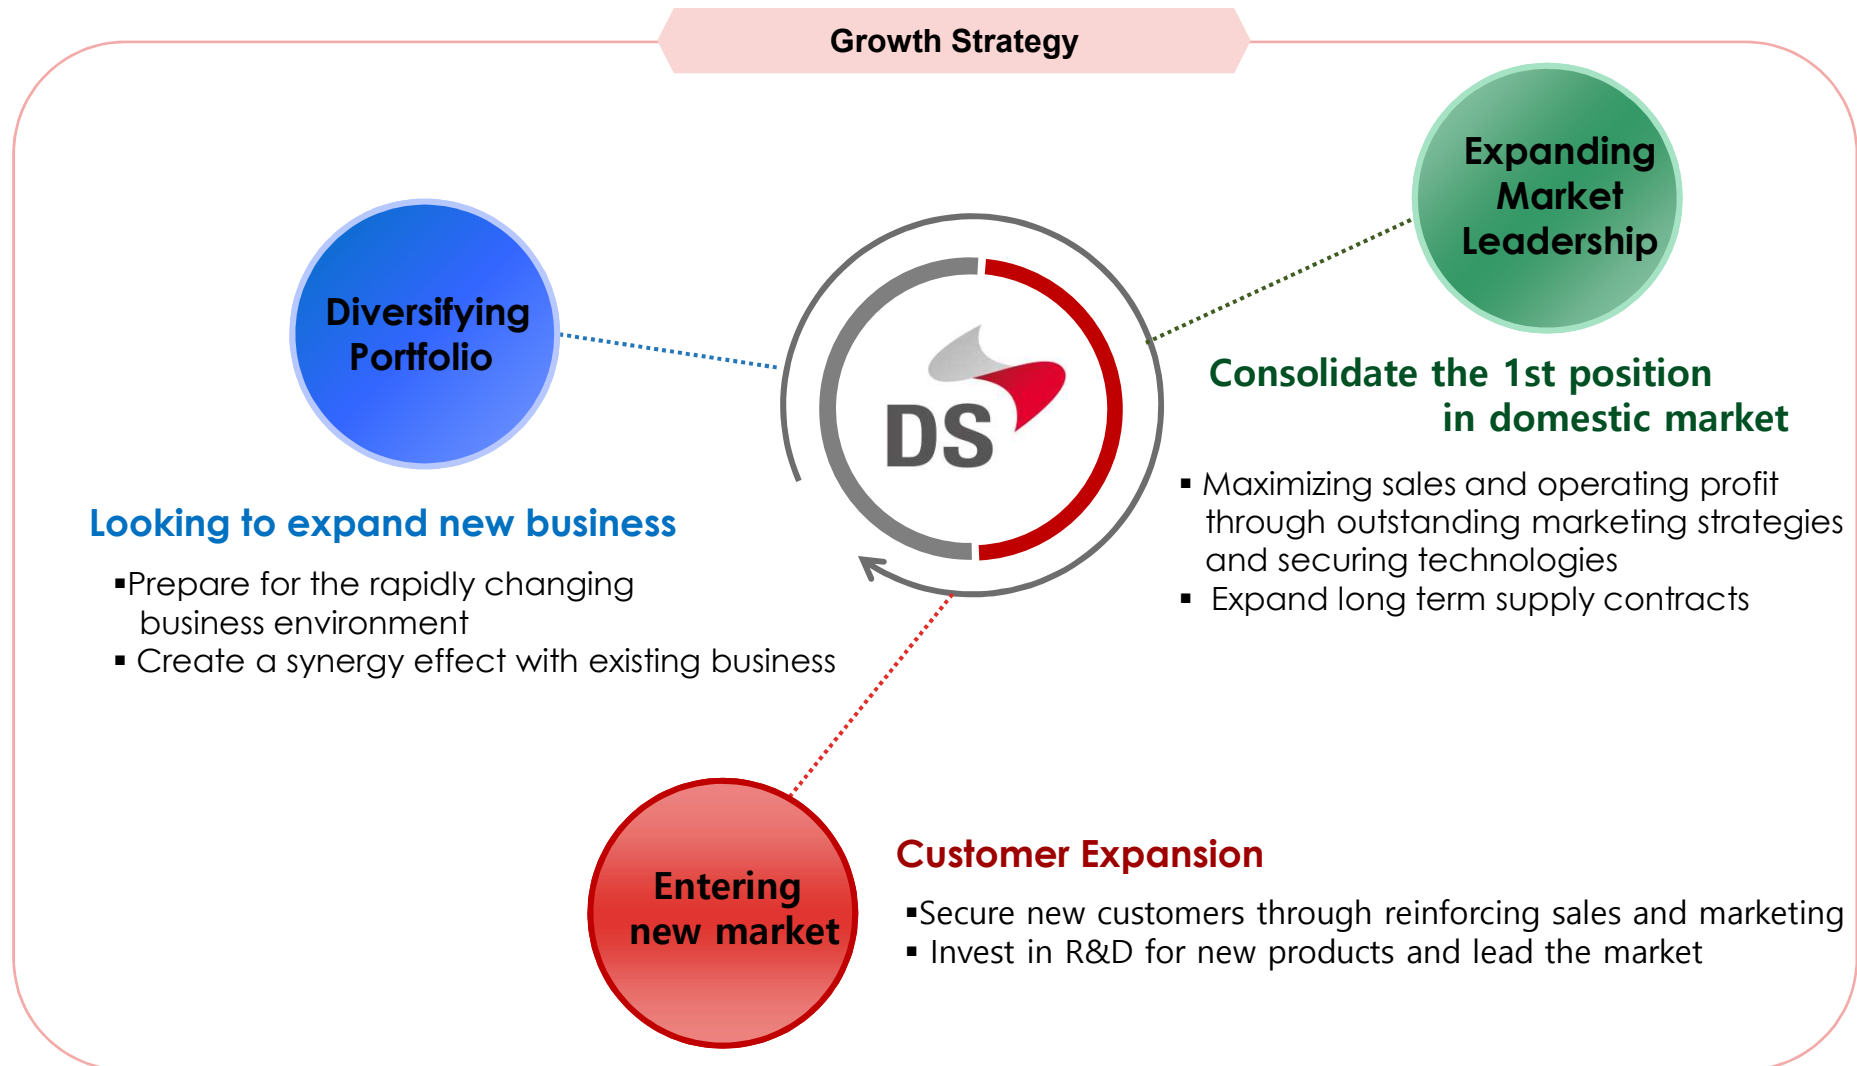 Growth Strategy
Diversifying
Portfolio
Looking to expand new business
▪Prepare for the rapidly changing
business environment
▪ Create a synergy effect with existing business
DS
Expanding
Market
Leadership
Consolidate the 1st position
in domestic market
▪ Maximizing sales and operating profit
through outstanding marketing strategies
and securing technologies
▪ Expand long term supply contracts
Entering
new market
Customer Expansion
▪Secure new customers through reinforcing sales and marketing
▪ Invest in R&D for new products and lead the market